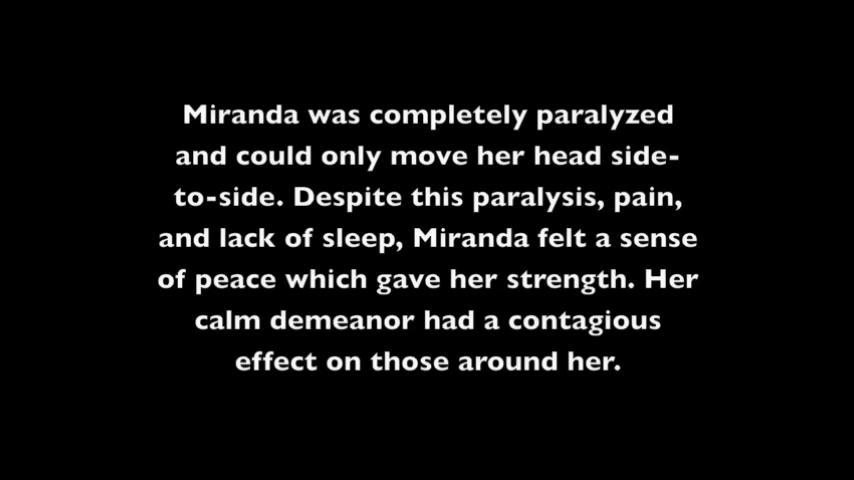 Miranda was completely paralyzed
and could only move her head side-
to-side. Despite this paralysis, pain,
and lack of sleep, Miranda felt a sense
of peace which gave her strength. Her
calm demeanor had a contagious
effect on those around her.